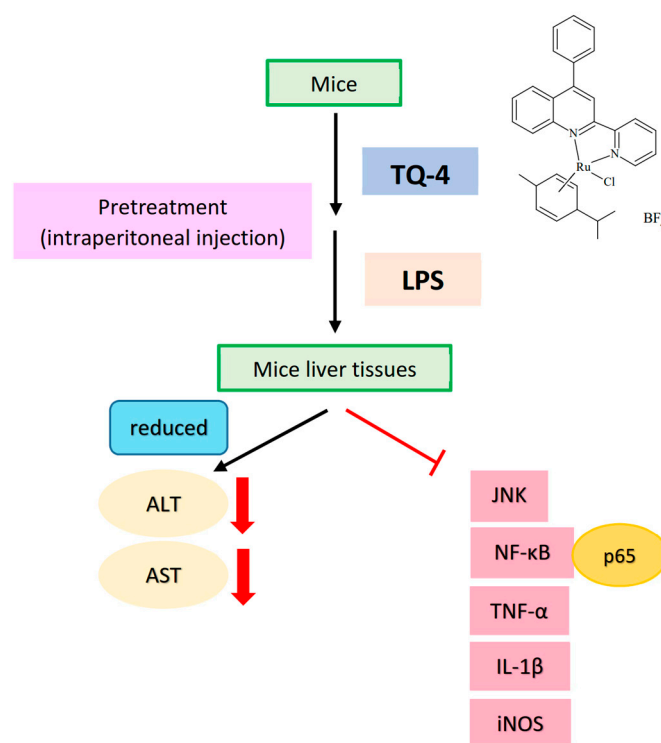 Mice
TQ-4
Pretreatment
(intraperitoneal injection)
LPS
Mice liver tissues
reduced
ALT
AST
JNK
NF-κB
p65
TNF-α
IL-1β
iNOS
N
N
Ru
Cl